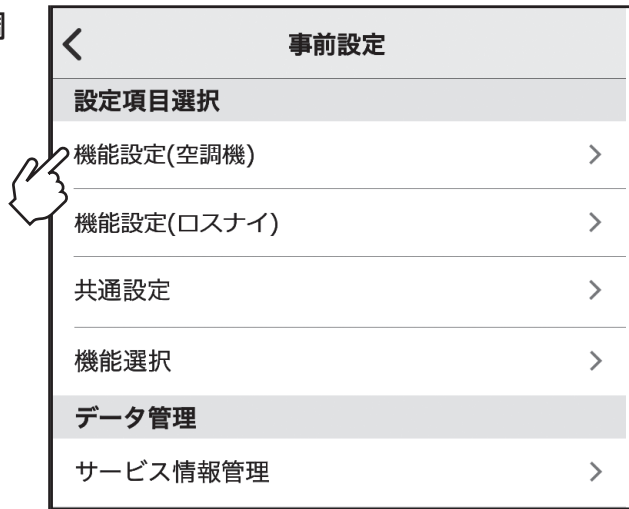 事前設定
設定項目選択
機能設定(空調機)
機能設定(ロスナイ)
共通設定
機能選択
データ管理
サービス情報管理